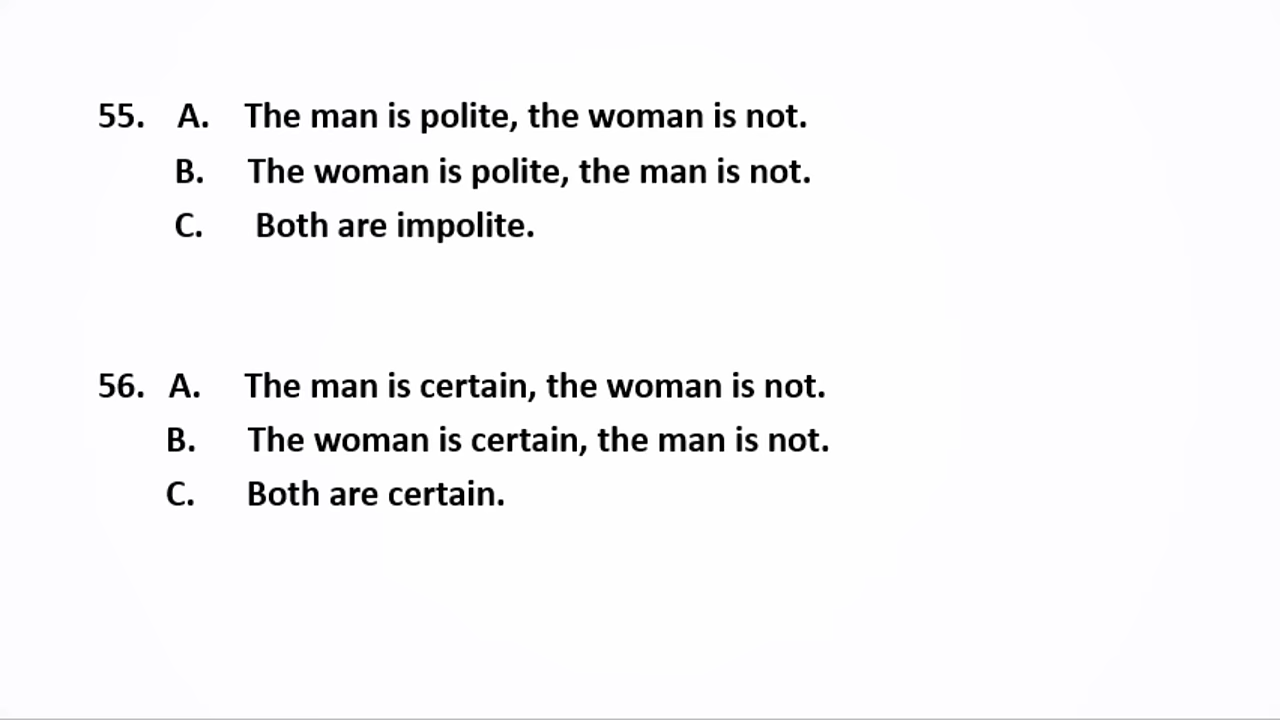 55. A. The man is polite, the woman is not.
B. The woman is polite, the man is not.
C. Both are impolite.
56. A. The man is certain, the woman is not.
B. The woman is certain, the man is not.
C. Both are certain.